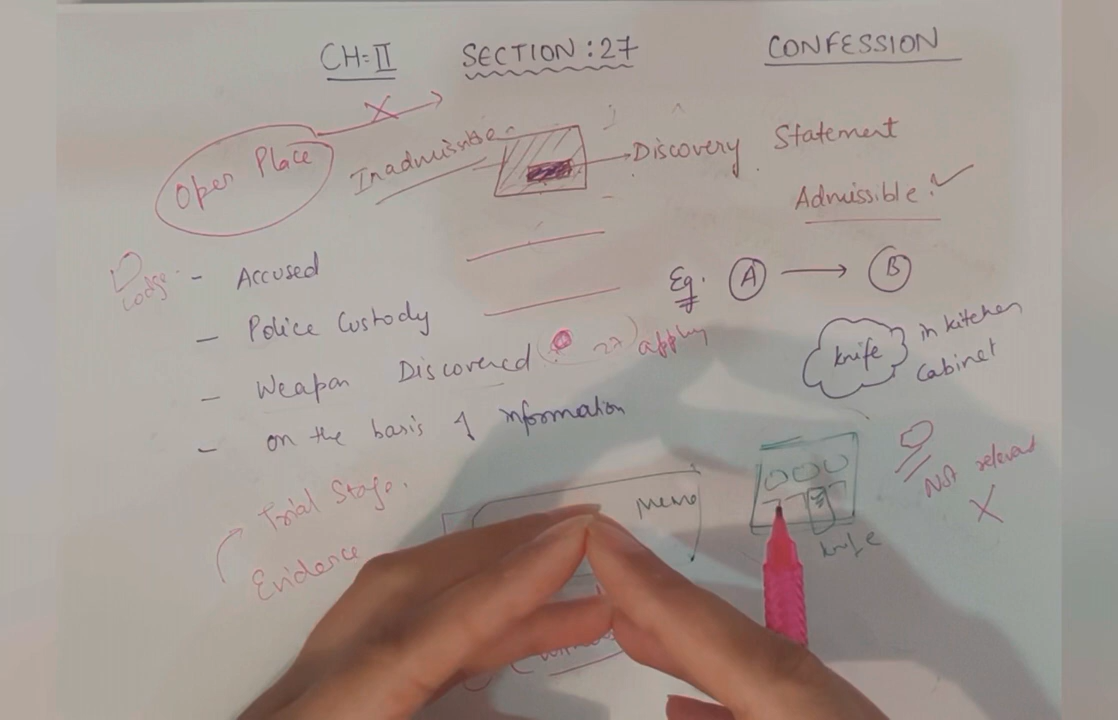 CH=II SECTION:27 CONFESSION
Open Place
Inadmissible
Discovery Statement
Admissible.
- Accused
- Police Custody
- Weapon Discovered
27 apply
- on the basis of information
Eg. A → B
knife
in kitchen
cabinet
Trial Stage.
Evidence
Memo
knife
Not relevant
X